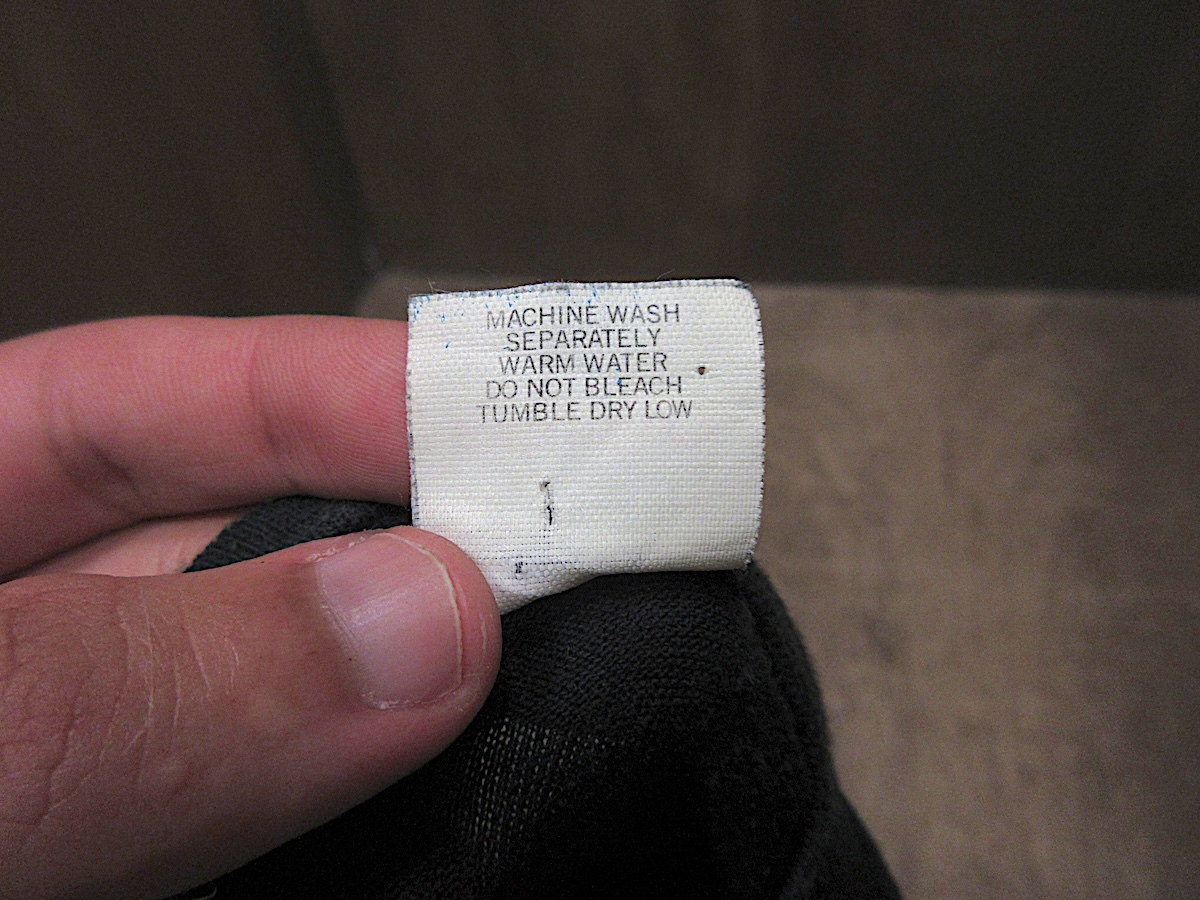 MACHINE WASH
SEPARATELY
WARM WATER
DO NOT BLEACH
TUMBLE DRY LOW